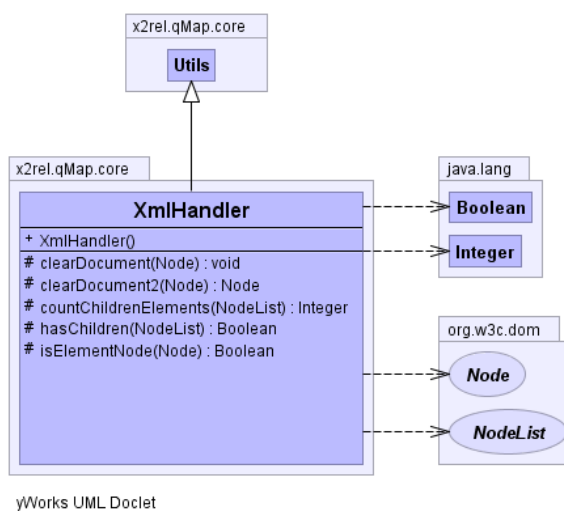 x2rel.qMap.core
Utils
x2rel.qMap.core
XmlHandler
+ XmlHandler()
# clearDocument(Node) : void
# clearDocument2(Node) : Node
# countChildrenElements(NodeList) : Integer
# hasChildren(NodeList) : Boolean
# isElementNode(Node) : Boolean
java.lang
Boolean
Integer
org.w3c.dom
Node
NodeList
yWorks UML Doclet